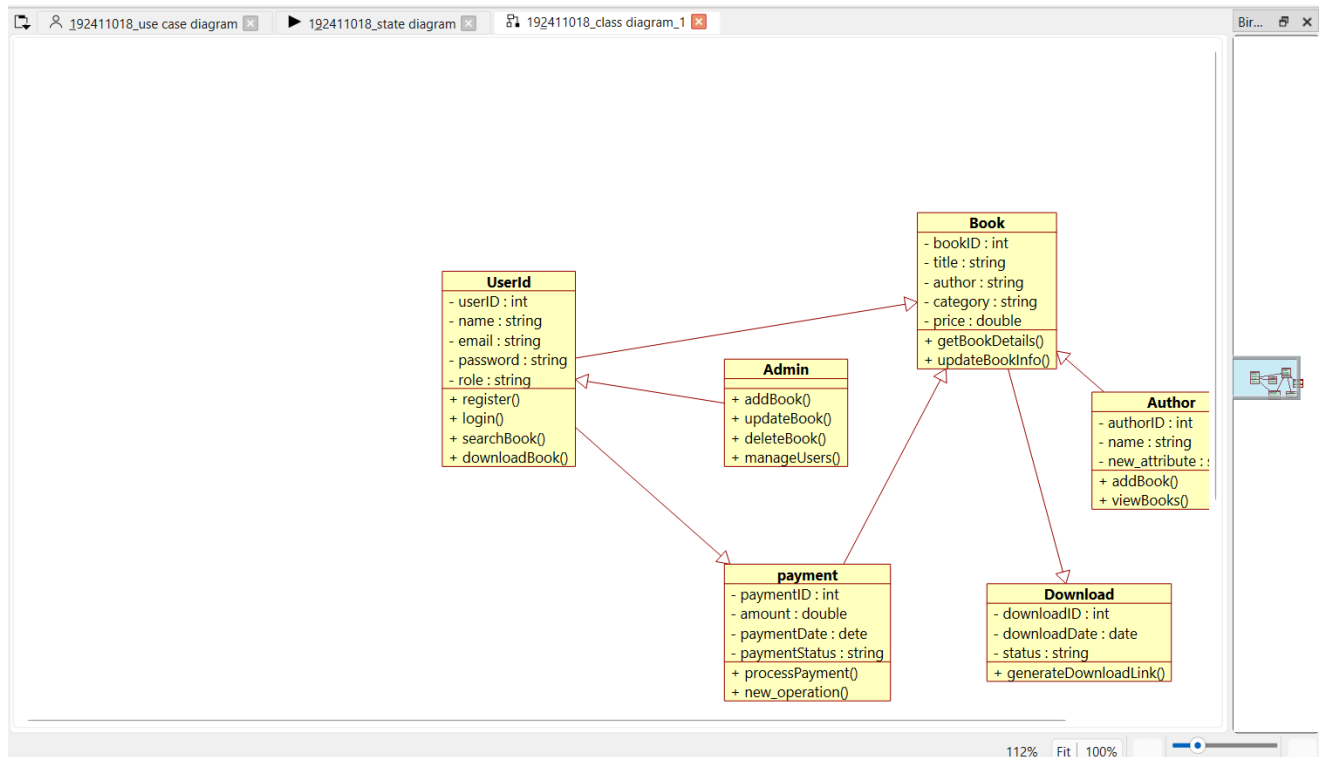 192411018_use case diagram
192411018_state diagram
192411018_class diagram_1
Bir...
Book
- bookID : int
- title : string
- author : string
- category : string
- price : double
+ getBookDetails()
+ updateBookInfo()
UserId
- userID : int
- name : string
- email : string
- password : string
- role : string
+ register()
+ login()
+ searchBook()
+ downloadBook()
Admin
+ addBook()
+ updateBook()
+ deleteBook()
+ manageUsers()
Author
- authorID : int
- name : string
- new_attribute :
+ addBook()
+ viewBooks()
payment
- paymentID : int
- amount : double
- paymentDate : dete
- paymentStatus : string
+ processPayment()
+ new_operation()
Download
- downloadID : int
- downloadDate : date
- status : string
+ generateDownloadLink()
112% Fit 100%